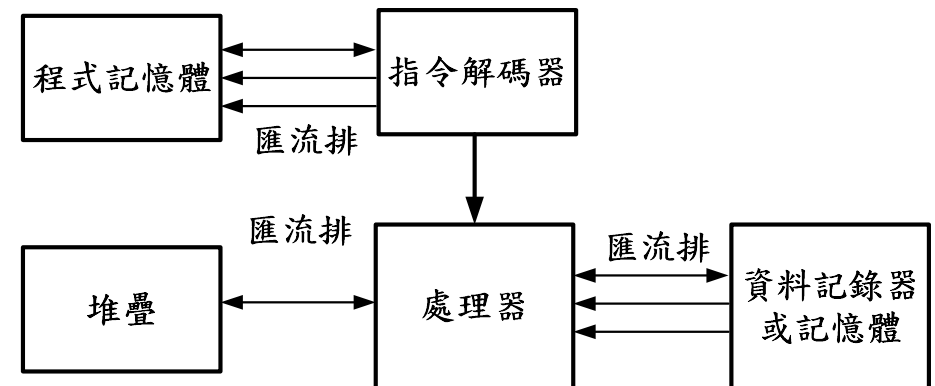 程式記憶體
指令解碼器
匯流排
匯流排
匯流排
堆疊
處理器
資料記錄器
或記憶體